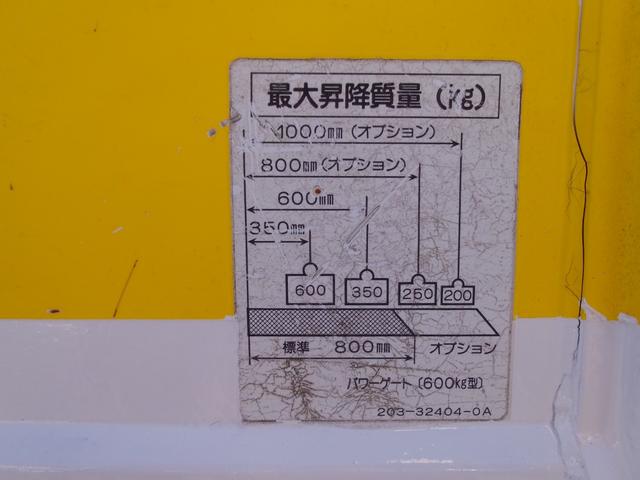 最大昇降質量 (kg)
1000mm (オプション)
800mm (オプション)
600mm
350mm
600 350 250 200
標準 800mm オプション
パワーゲート〔600kg型〕
203-32404-0A